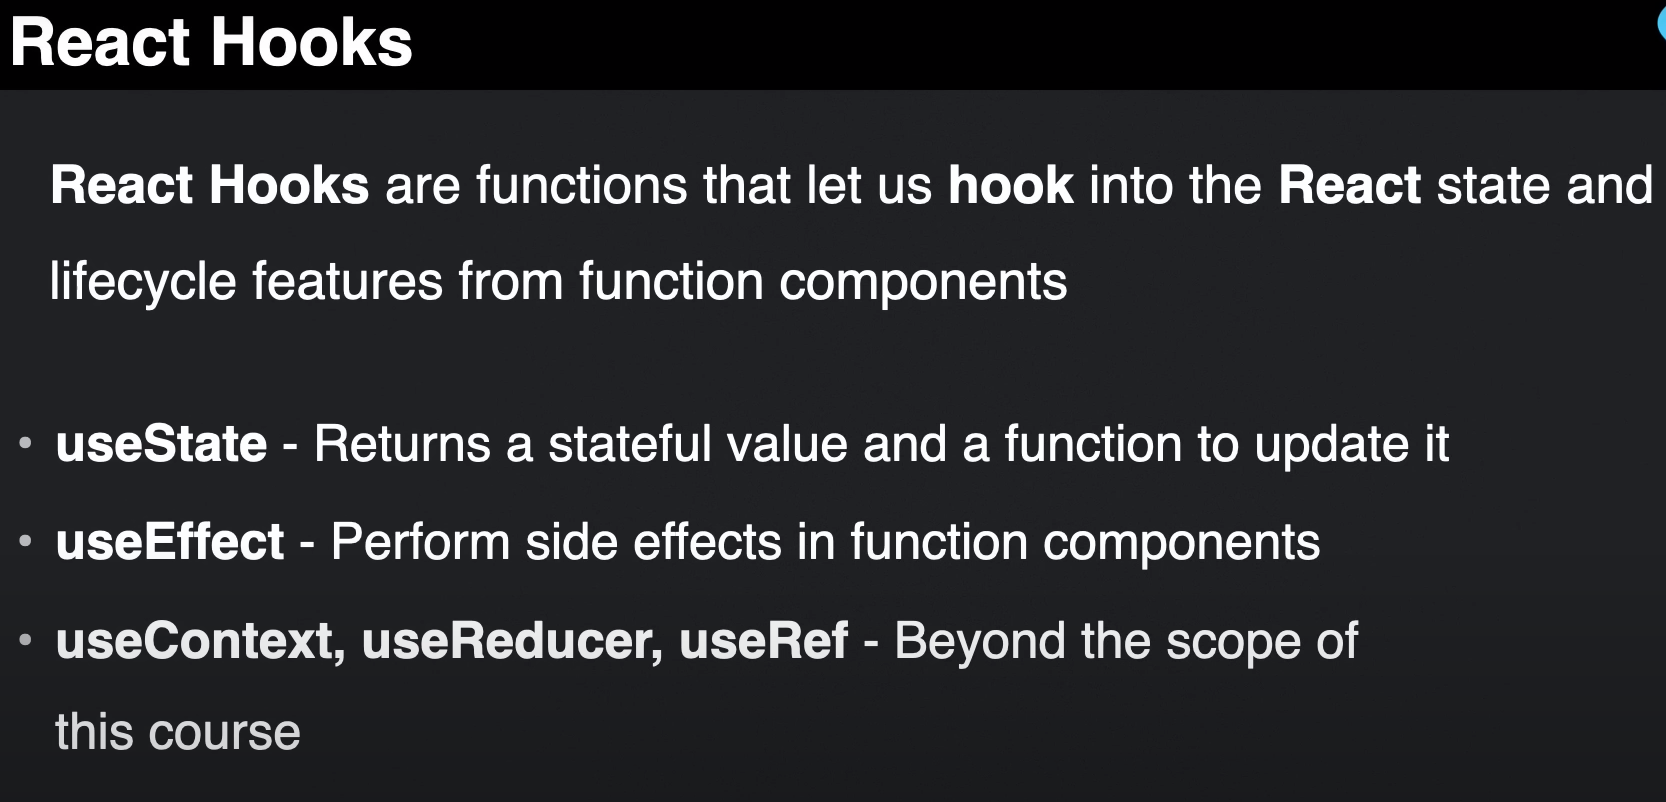 React Hooks
React Hooks are functions that let us hook into the React state and
lifecycle features from function components
• useState - Returns a stateful value and a function to update it
• useEffect - Perform side effects in function components
• useContext, useReducer, useRef - Beyond the scope of
this course